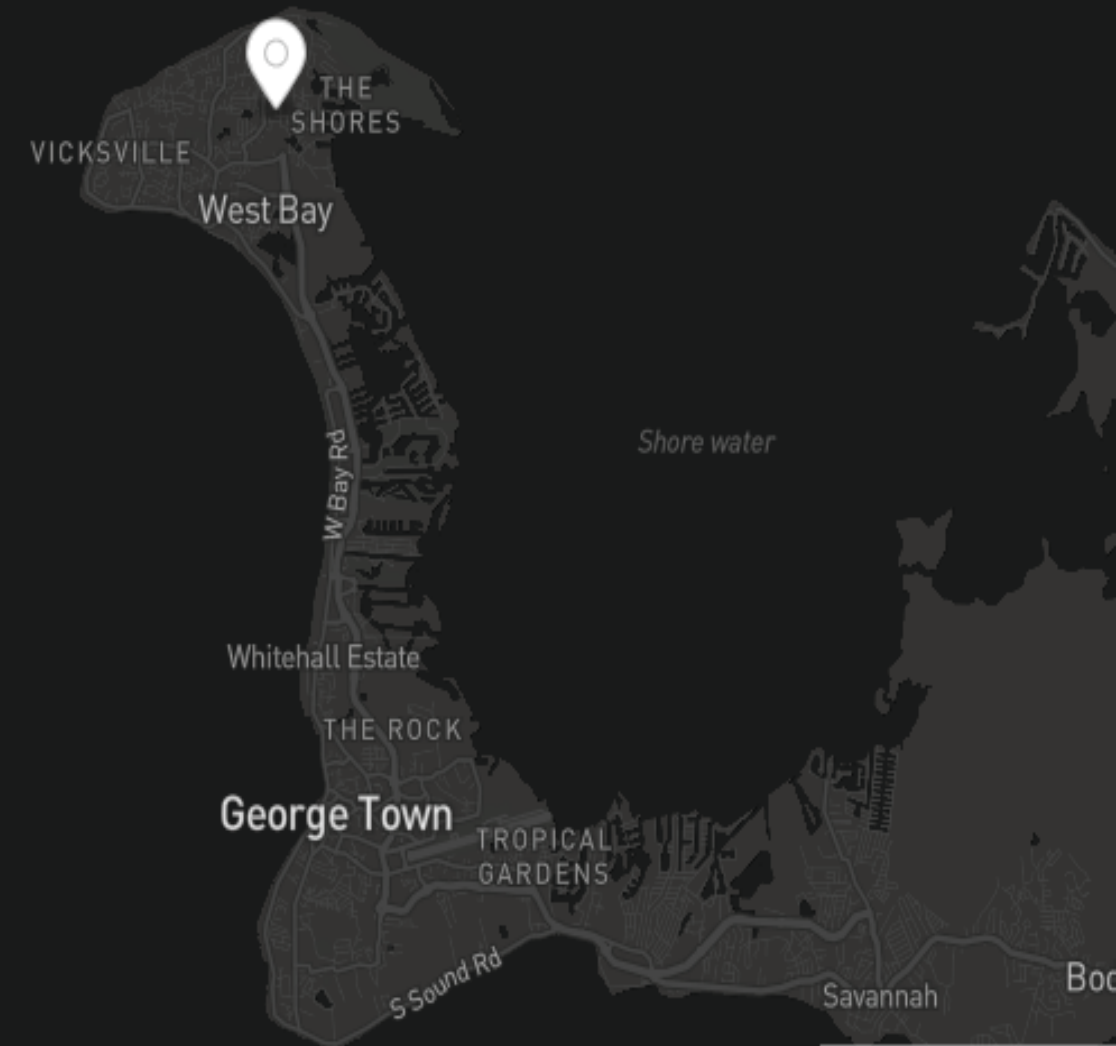 THE
SHORES
VICKSVILLE
West Bay
Shore water
W Bay Rd
Whitehall Estate
THE ROCK
George Town
TROPICAL
GARDENS
S Sound Rd
Savannah
Boc